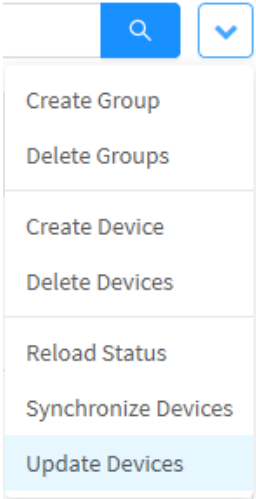 Create Group
Delete Groups
Create Device
Delete Devices
Reload Status
Synchronize Devices
Update Devices